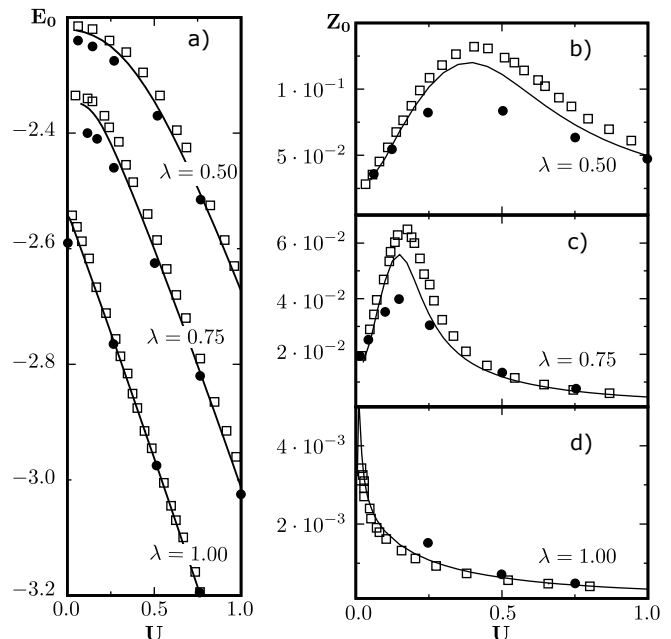 E₀
a)
−2.4
−2.6
−2.8
−3.0
−3.2
λ = 0.50
λ = 0.75
λ = 1.00
0.0
0.5
1.0
U
Z₀
b)
1 · 10⁻¹
5 · 10⁻²
λ = 0.50
c)
6 · 10⁻²
4 · 10⁻²
2 · 10⁻²
λ = 0.75
d)
4 · 10⁻³
2 · 10⁻³
λ = 1.00
0.0
0.5
1.0
U